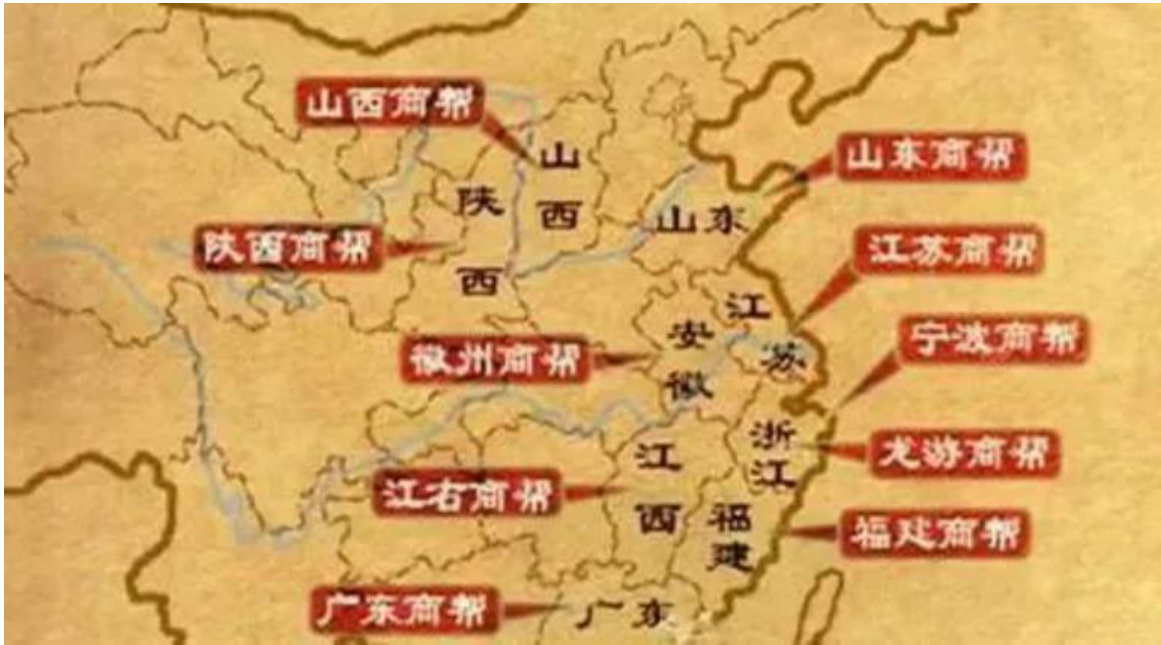 山西商帮
山东商帮
陕西商帮
江苏商帮
徽州商帮
宁波商帮
龙游商帮
江右商帮
福建商帮
广东商帮
山西
陕西
山东
江苏
安徽
浙江
江西
福建
广东